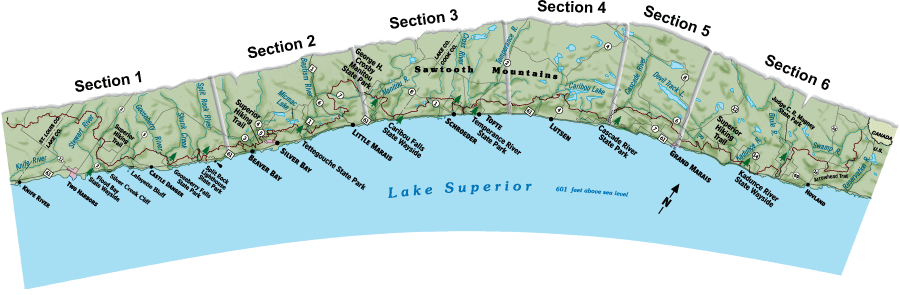 Section 1
Section 2
Section 3
Section 4
Section 5
Section 6
ST. LOUIS CO.
LAKE CO.
Knife River
Stewart River
Superior
Hiking
Trail
Gooseberry
River
Split Rock River
KNIFE RIVER
TWO HARBORS
Flood Bay
State Wayside
Silver Creek Cliff
Lafayette Bluff
CASTLE DANGER
Gooseberry Falls
State Park
Split Rock
Lighthouse
State Park
Superior
Hiking
Trail
Baptism River
BEAVER BAY
SILVER BAY
Tettegouche State Park
LITTLE MARAIS
George H.
Crosby
Manitou
State Park
Manitou R.
LAKE CO.
COOK CO.
Cross River
Caribou Falls
State Wayside
SCHROEDER
TOFTE
Temperance River
State Park
Temperance R.
Sawtooth Mountains
Caribou Lake
LUTSEN
Cascade River
Cascade River
State Park
Devil Track L.
GRAND MARAIS
Superior
Hiking
Trail
Kadunce R.
Kadunce River
State Wayside
Judge C. R. Magney
State Park
Brule R.
Swamp R.
CANADA
U.S.
Arrowhead Trail
HOVLAND
Lake Superior
601 feet above sea level
N